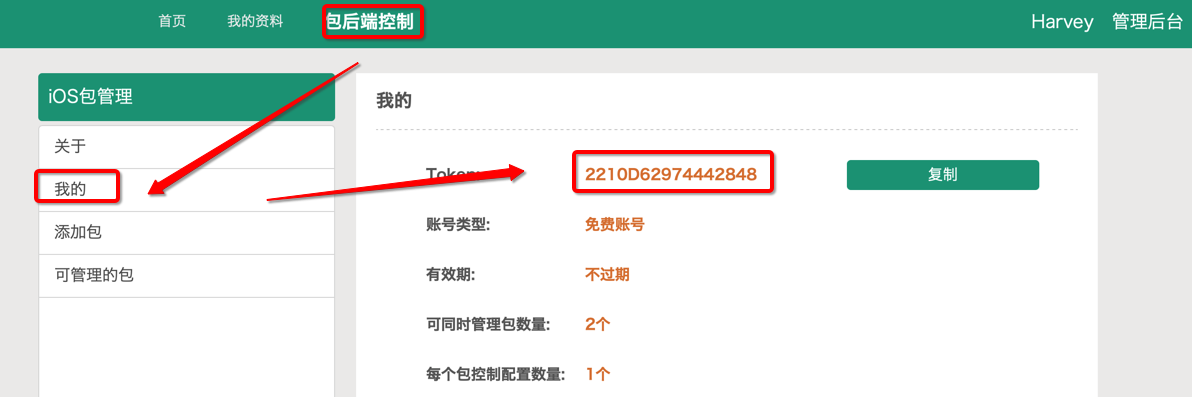 首页 我的资料 包后端控制 Harvey 管理后台
iOS包管理
关于
我的
添加包
可管理的包
我的
Token: 2210D62974442848 复制
账号类型: 免费账号
有效期: 不过期
可同时管理包数量: 2个
每个包控制配置数量: 1个